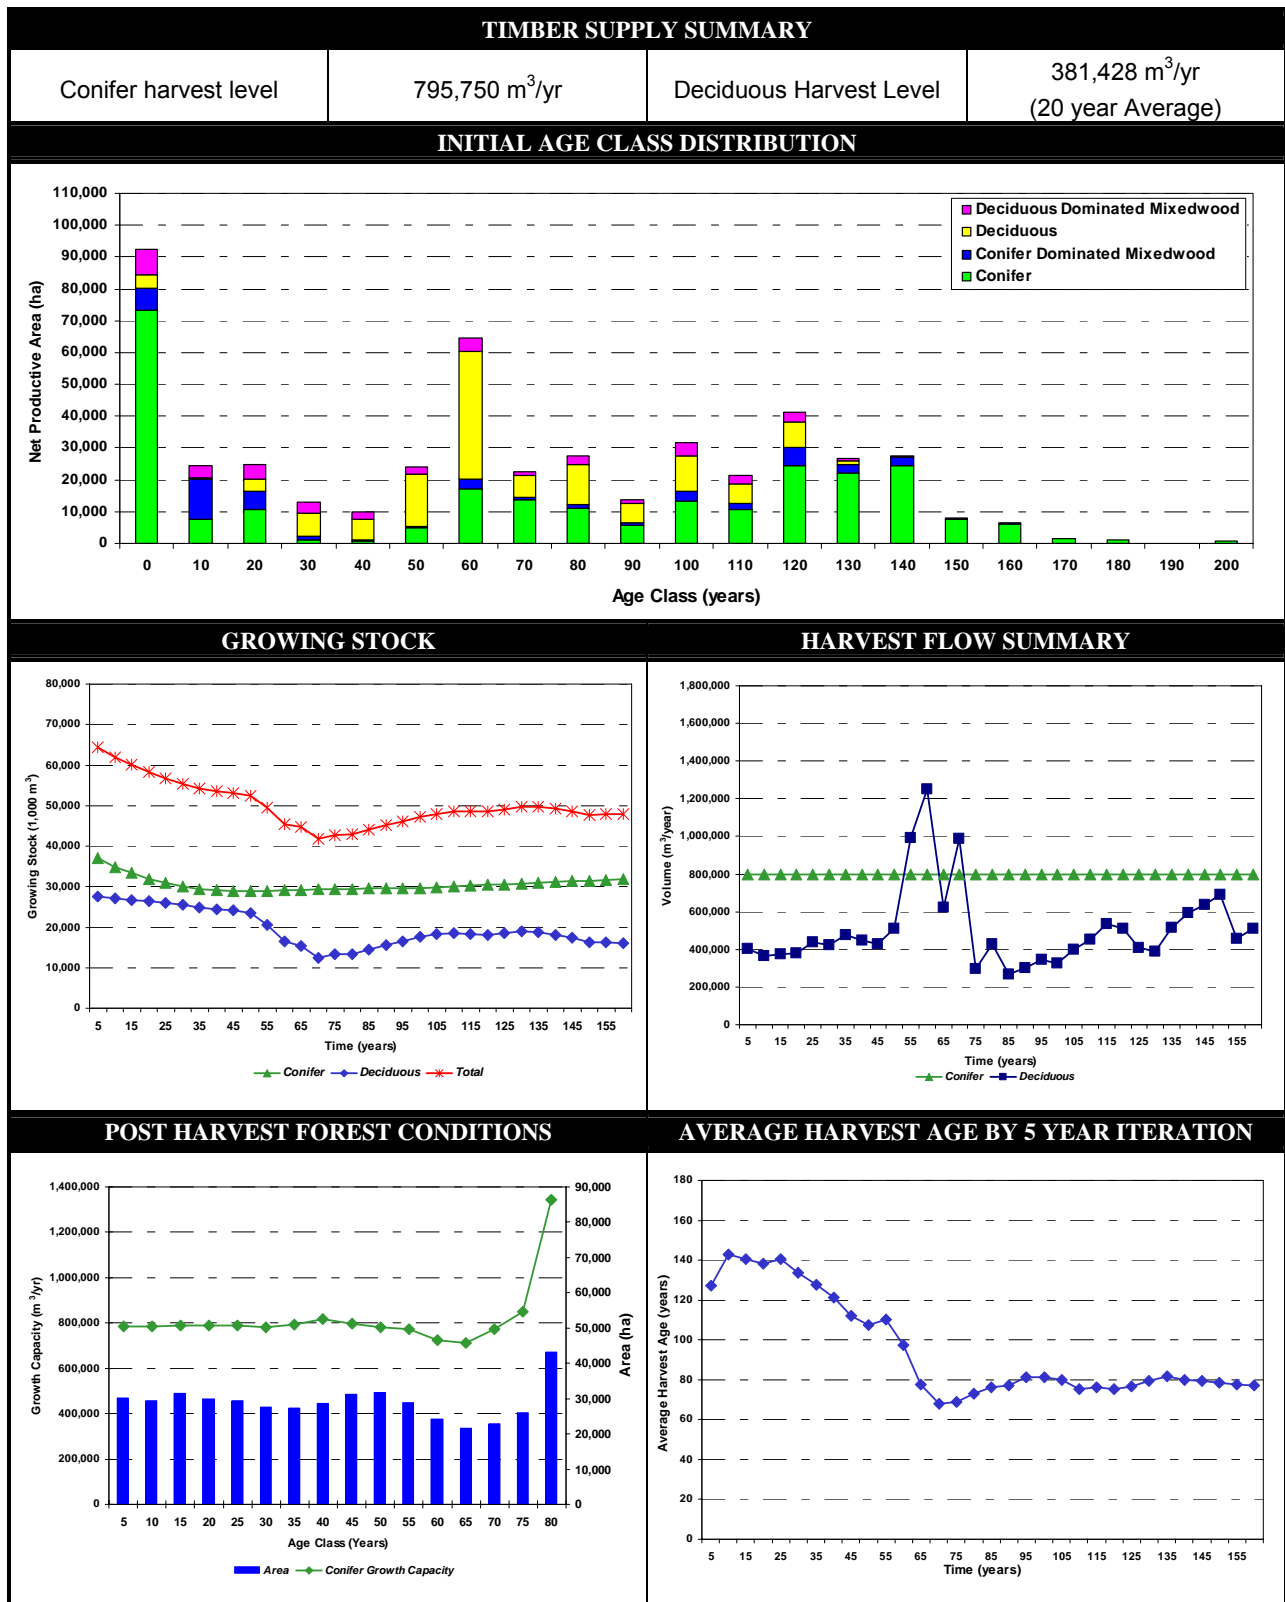 TIMBER SUPPLY SUMMARY
Conifer harvest level
795,750 m³/yr
Deciduous Harvest Level
381,428 m³/yr
(20 year Average)
INITIAL AGE CLASS DISTRIBUTION
Net Productive Area (ha)
110,000
100,000
90,000
80,000
70,000
60,000
50,000
40,000
30,000
20,000
10,000
0
Deciduous Dominated Mixedwood
Deciduous
Conifer Dominated Mixedwood
Conifer
0 10 20 30 40 50 60 70 80 90 100 110 120 130 140 150 160 170 180 190 200
Age Class (years)
GROWING STOCK
Growing Stock (1,000 m³)
80,000
70,000
60,000
50,000
40,000
30,000
20,000
10,000
0
5 15 25 35 45 55 65 75 85 95 105 115 125 135 145 155
Time (years)
Conifer Deciduous Total
HARVEST FLOW SUMMARY
Volume (m³/year)
1,800,000
1,600,000
1,400,000
1,200,000
1,000,000
800,000
600,000
400,000
200,000
0
5 15 25 35 45 55 65 75 85 95 105 115 125 135 145 155
Time (years)
Conifer Deciduous
POST HARVEST FOREST CONDITIONS
Growth Capacity (m³/yr)
1,400,000
1,200,000
1,000,000
800,000
600,000
400,000
200,000
0
90,000
80,000
70,000
60,000
50,000
40,000
30,000
20,000
10,000
0
Area (ha)
5 10 15 20 25 30 35 40 45 50 55 60 65 70 75 80
Age Class (Years)
Area Conifer Growth Capacity
AVERAGE HARVEST AGE BY 5 YEAR ITERATION
Average Harvest Age (years)
180
160
140
120
100
80
60
40
20
0
5 15 25 35 45 55 65 75 85 95 105 115 125 135 145 155
Time (years)